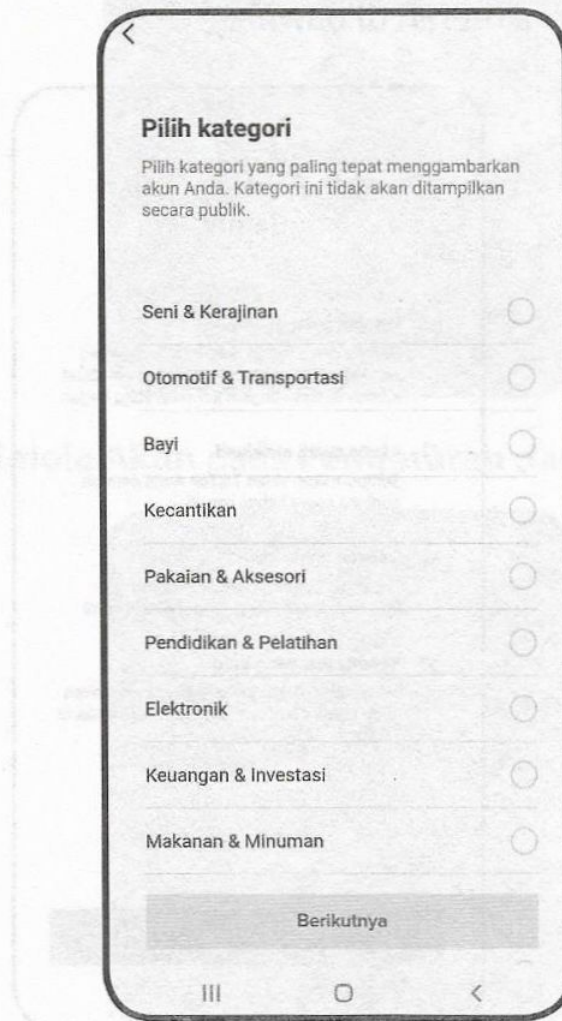 Pilih kategori
Pilih kategori yang paling tepat menggambarkan
akun Anda. Kategori ini tidak akan ditampilkan
secara publik.
Seni & Kerajinan
Otomotif & Transportasi
Bayi
Kecantikan
Pakaian & Aksesori
Pendidikan & Pelatihan
Elektronik
Keuangan & Investasi
Makanan & Minuman
Berikutnya